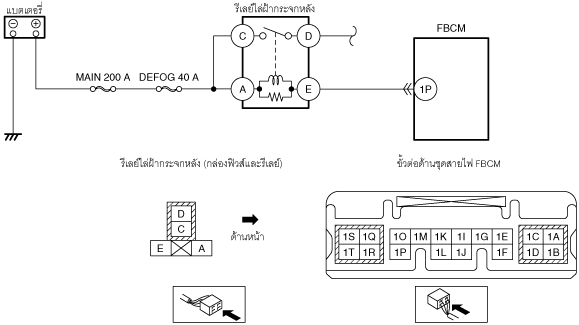 แบตเตอรี่
รีเลย์ไล่ฝ้ากระจกหลัง
FBCM
C D
MAIN 200 A DEFOG 40 A
A E 1P
รีเลย์ไล่ฝ้ากระจกหลัง (กล่องฟิวส์และรีเลย์)
ขั้วต่อด้านชุดสายไฟ FBCM
D
C
E A
ด้านหน้า
1S 1Q 1O 1M 1K 1I 1G 1E 1C 1A
1T 1R 1P 1L 1J 1F 1D 1B